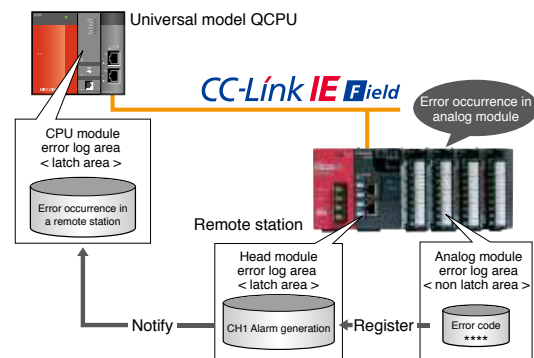 Universal model QCPU
CC-Link IE Field
Error occurrence in
analog module
CPU module
error log area
< latch area >
Error occurrence in
a remote station
Remote station
Head module
error log area
< latch area >
CH1 Alarm generation
Analog module
error log area
< non latch area >
Error code
****
Notify
Register